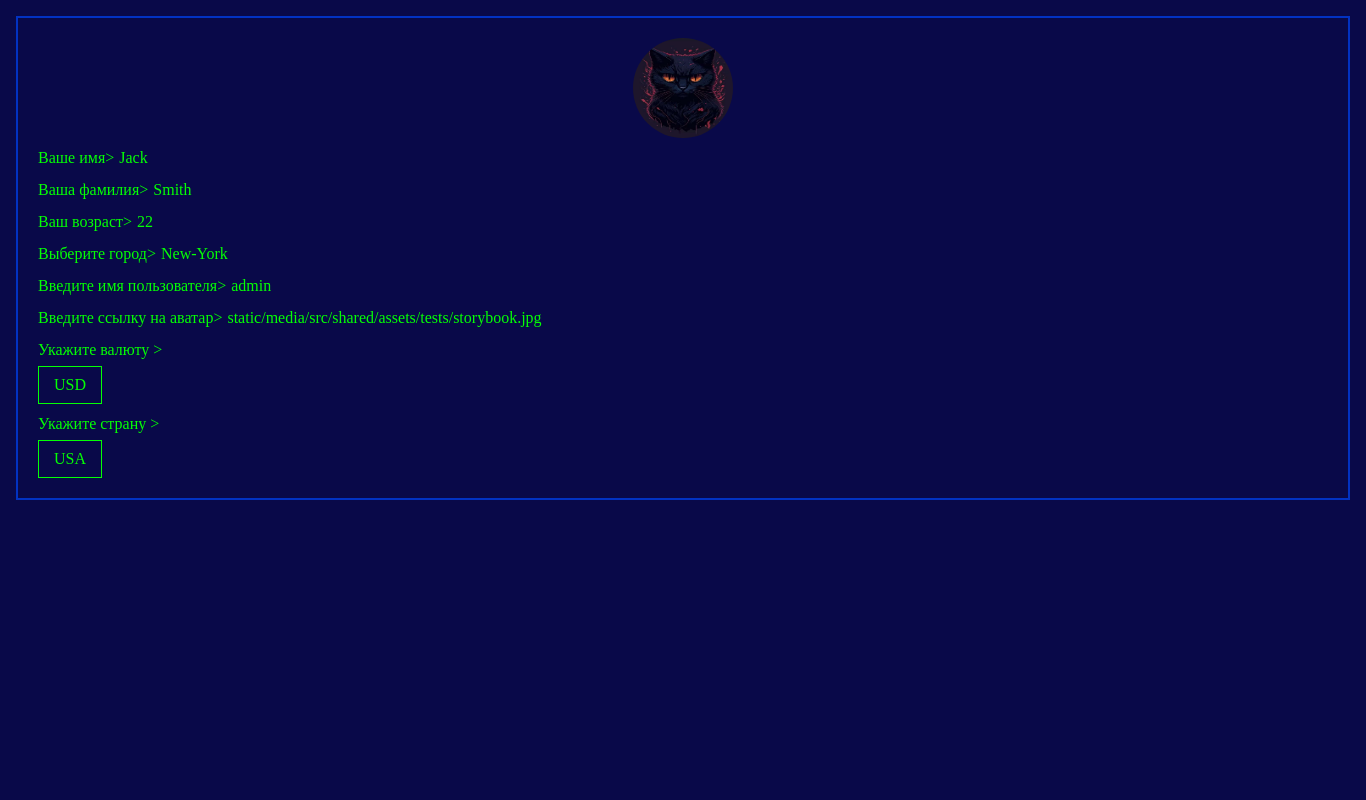 Ваше имя> Jack
Ваша фамилия> Smith
Ваш возраст> 22
Выберите город> New-York
Введите имя пользователя> admin
Введите ссылку на аватар> static/media/src/shared/assets/tests/storybook.jpg
Укажите валюту >
USD
Укажите страну >
USA